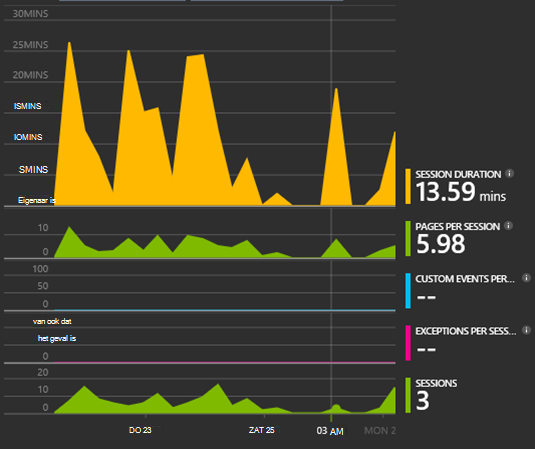 30MINS
25MINS
20MINS
ISMINS
IOMINS
SMINS
Eigenaar is
SESSION DURATION
13.59 mins
10
0
PAGES PER SESSION
5.98
100
50
0
CUSTOM EVENTS PER...
--
van ook dat
het geval is
0
EXCEPTIONS PER SESS...
--
20
10
0
SESSIONS
3
DO 23
ZAT 25
03 AM
MON 2